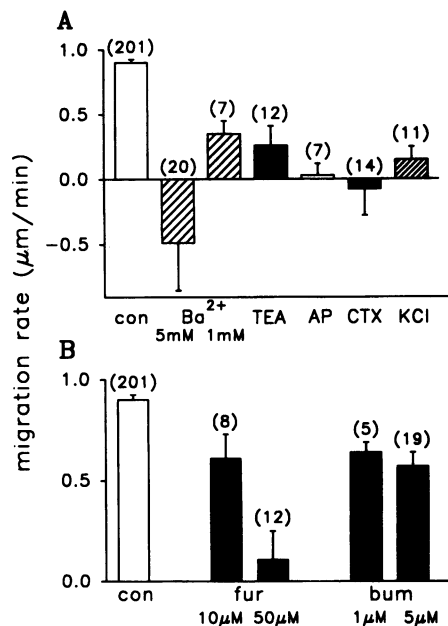 A
(201)
1.0
0.5
(7)
(12)
(20)
(7)
(14)
(11)
0.0
-0.5
con Ba2+ TEA AP CTX KCl
5mM 1mM
migration rate (μm/min)
B
(201)
1.0
(8)
(5)
(19)
0.5
(12)
0.0
con fur bum
10μM 50μM 1μM 5μM